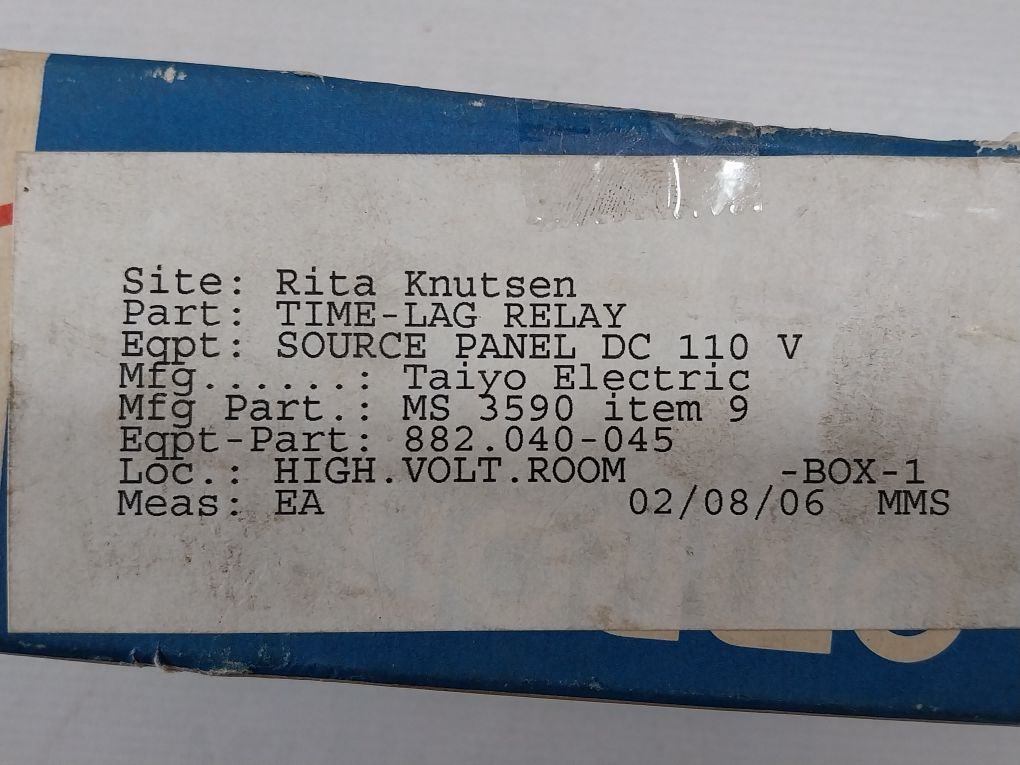 Site: Rita Knutsen
Part: TIME-LAG RELAY
Eqpt: SOURCE PANEL DC 110 V
Mfg......: Taiyo Electric
Mfg Part.: MS 3590 item 9
Eqpt-Part: 882.040-045
Loc.: HIGH.VOLT.ROOM -BOX-1
Meas: EA 02/08/06 MMS